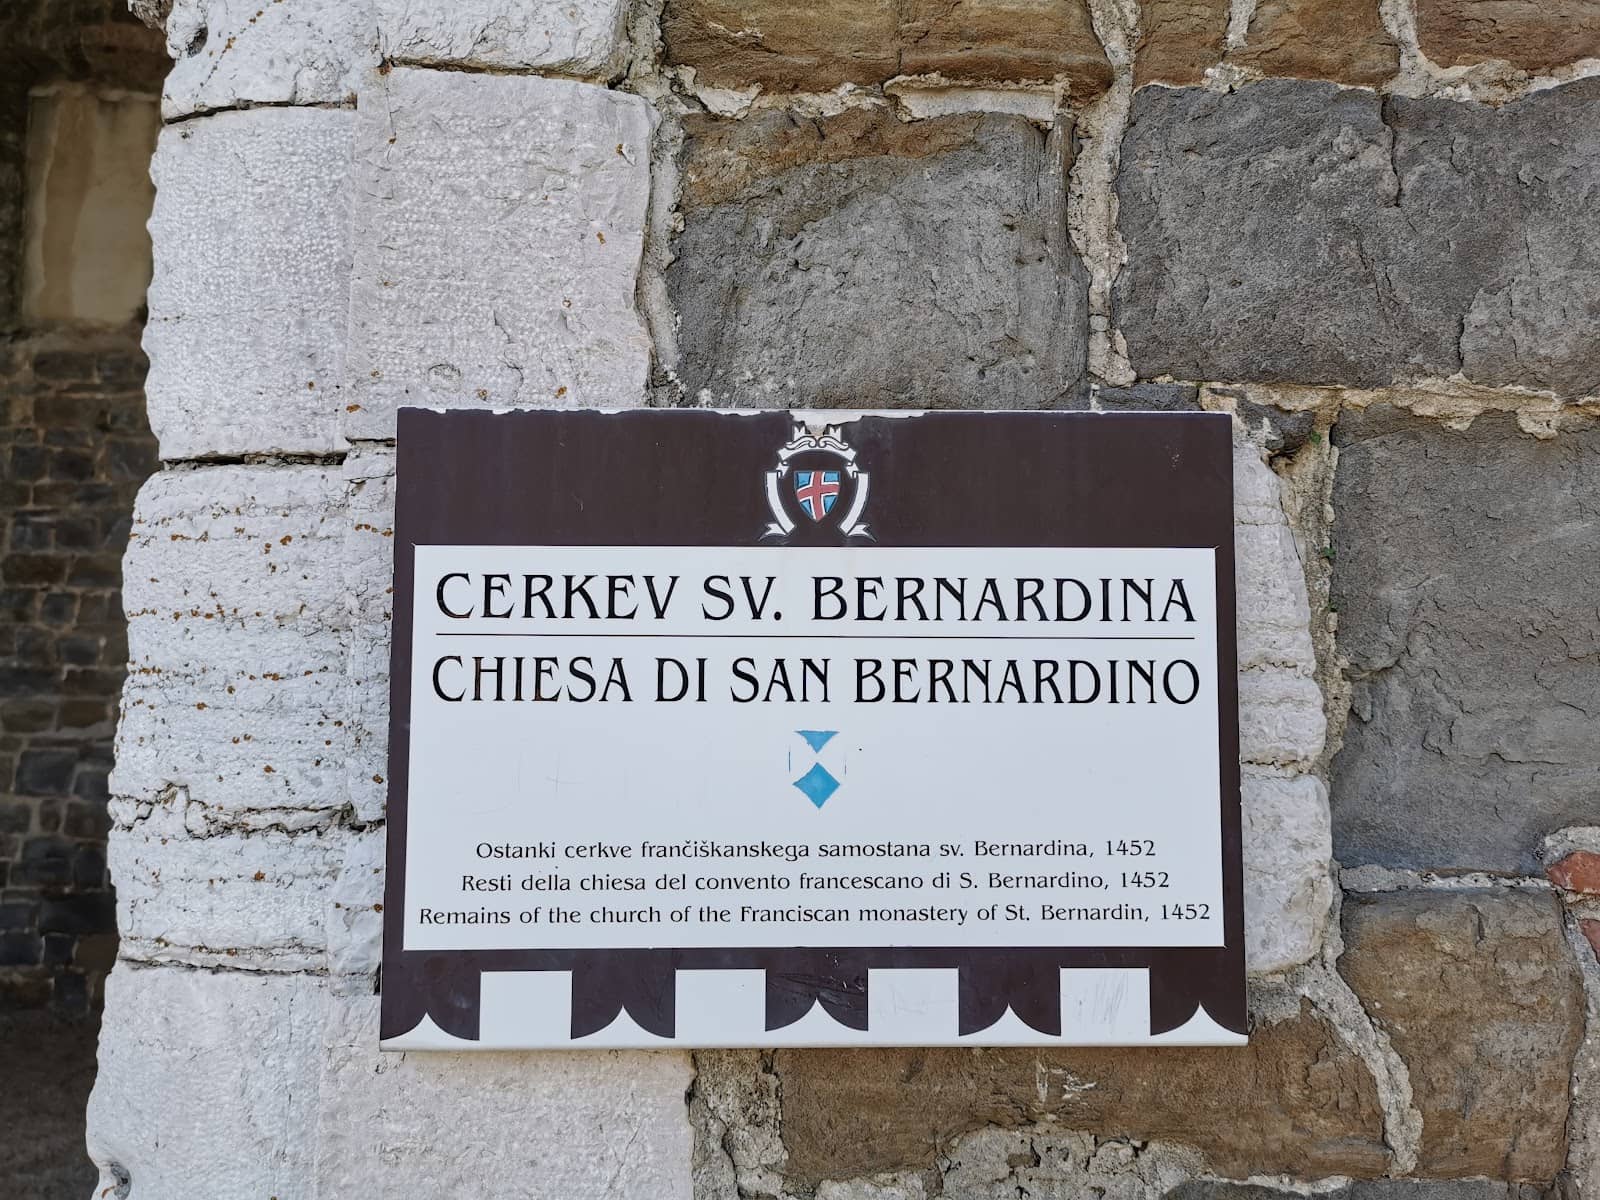 CERKEV SV. BERNARDINA
CHIESA DI SAN BERNARDINO
Ostanki cerkve frančiškanskega samostana sv. Bernardina, 1452
Resti della chiesa del convento francescano di S. Bernardino, 1452
Remains of the church of the Franciscan monastery of St. Bernardin, 1452